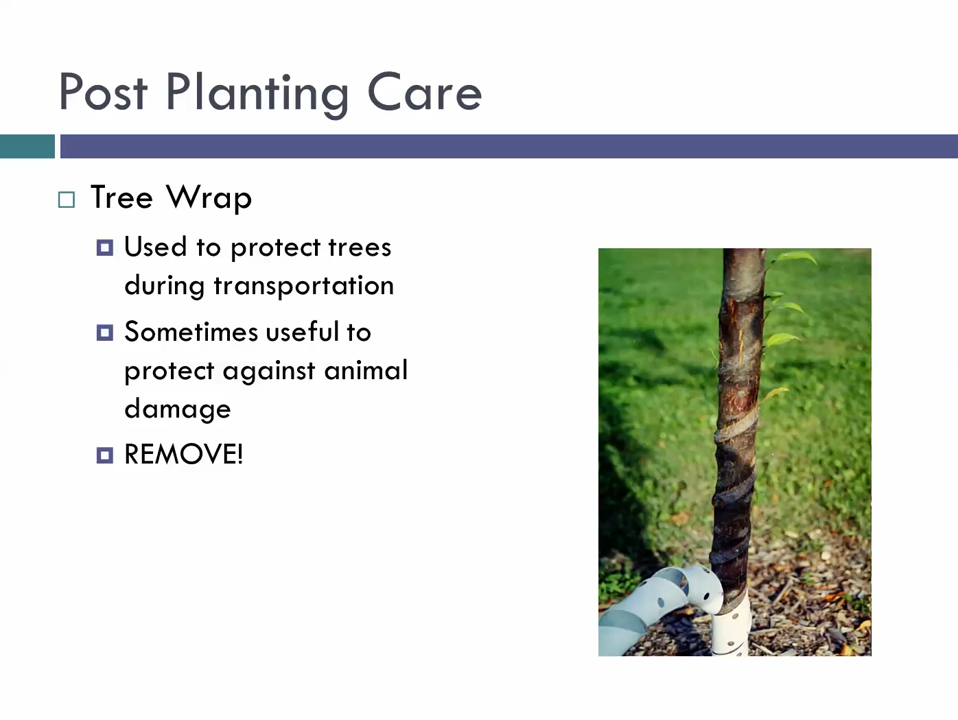 Post Planting Care
Tree Wrap
Used to protect trees
during transportation
Sometimes useful to
protect against animal
damage
REMOVE!